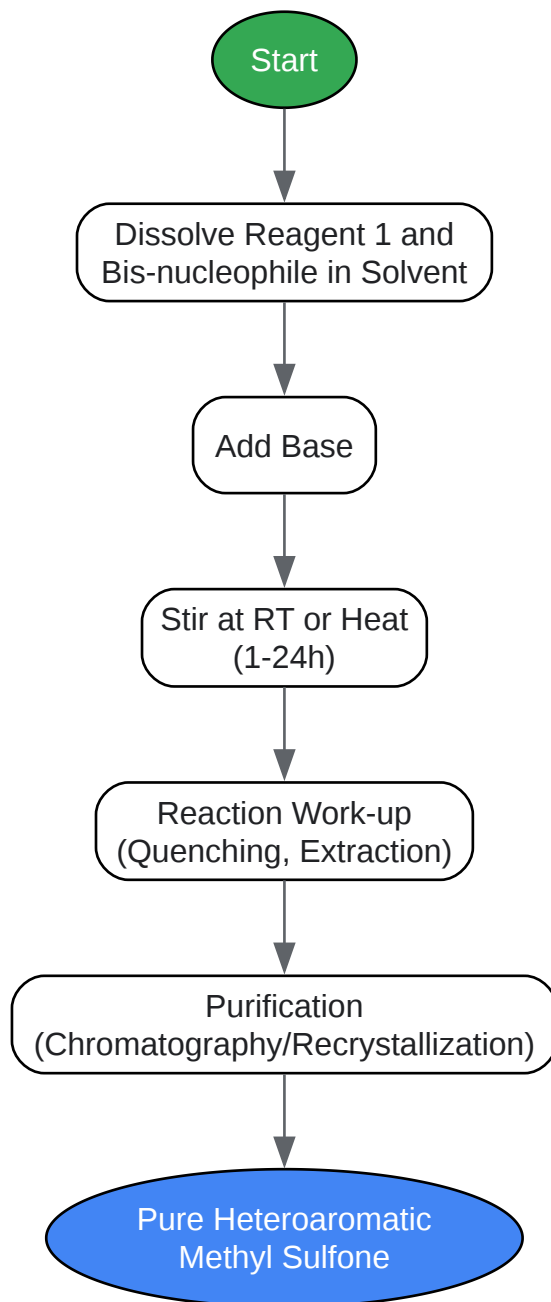 Start
Dissolve Reagent 1 and
Bis-nucleophile in Solvent
Add Base
Stir at RT or Heat
(1-24h)
Reaction Work-up
(Quenching, Extraction)
Purification
(Chromatography/Recrystallization)
Pure Heteroaromatic
Methyl Sulfone